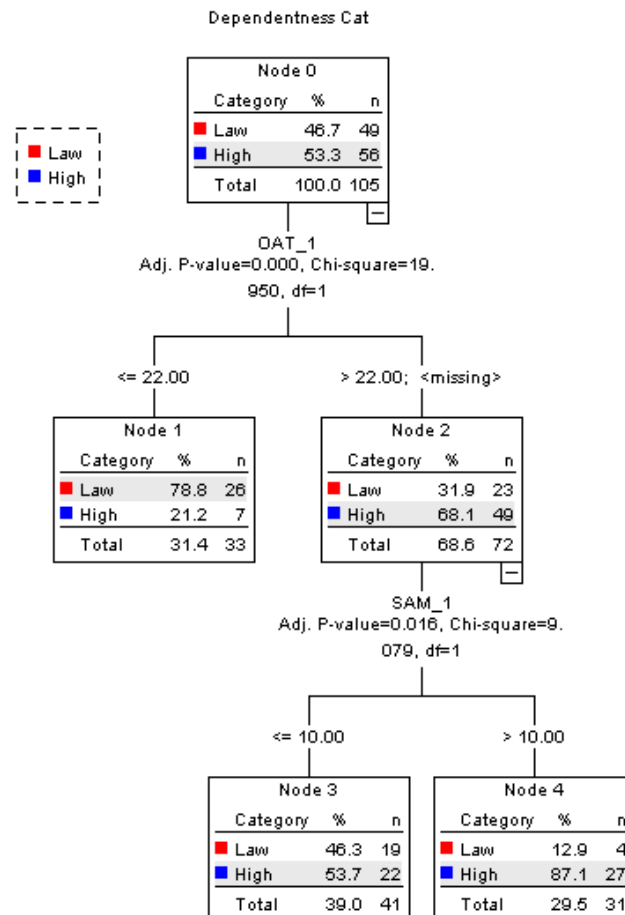 Dependentness Cat
Node 0
Category % n
Law 46.7 49
High 53.3 56
Total 100.0 105
Law
High
OAT_1
Adj. P-value=0.000, Chi-square=19.
950, df=1
<= 22.00
> 22.00; <missing>
Node 1
Category % n
Law 78.8 26
High 21.2 7
Total 31.4 33
Node 2
Category % n
Law 31.9 23
High 68.1 49
Total 68.6 72
SAM_1
Adj. P-value=0.016, Chi-square=9.
079, df=1
<= 10.00
> 10.00
Node 3
Category % n
Law 46.3 19
High 53.7 22
Total 39.0 41
Node 4
Category % n
Law 12.9 4
High 87.1 27
Total 29.5 31